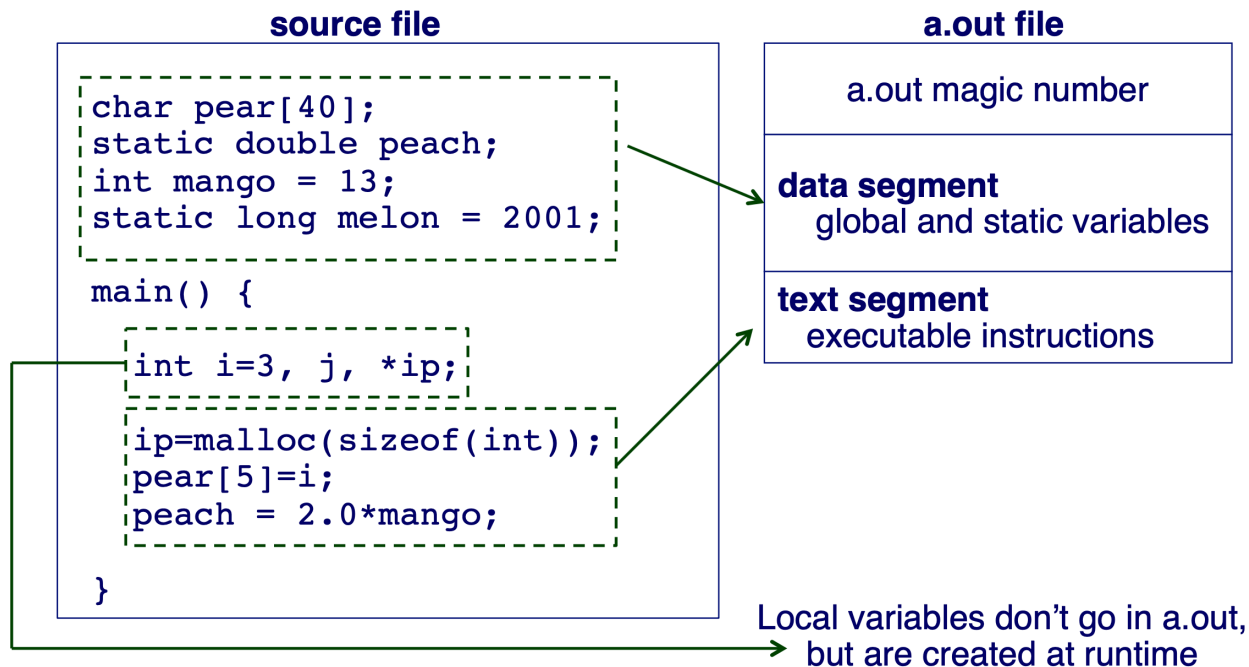 source file
char pear[40];
static double peach;
int mango = 13;
static long melon = 2001;
main() {
int i=3, j, *ip;
ip=malloc(sizeof(int));
pear[5]=i;
peach = 2.0*mango;
}
a.out file
a.out magic number
data segment
global and static variables
text segment
executable instructions
Local variables don’t go in a.out,
but are created at runtime